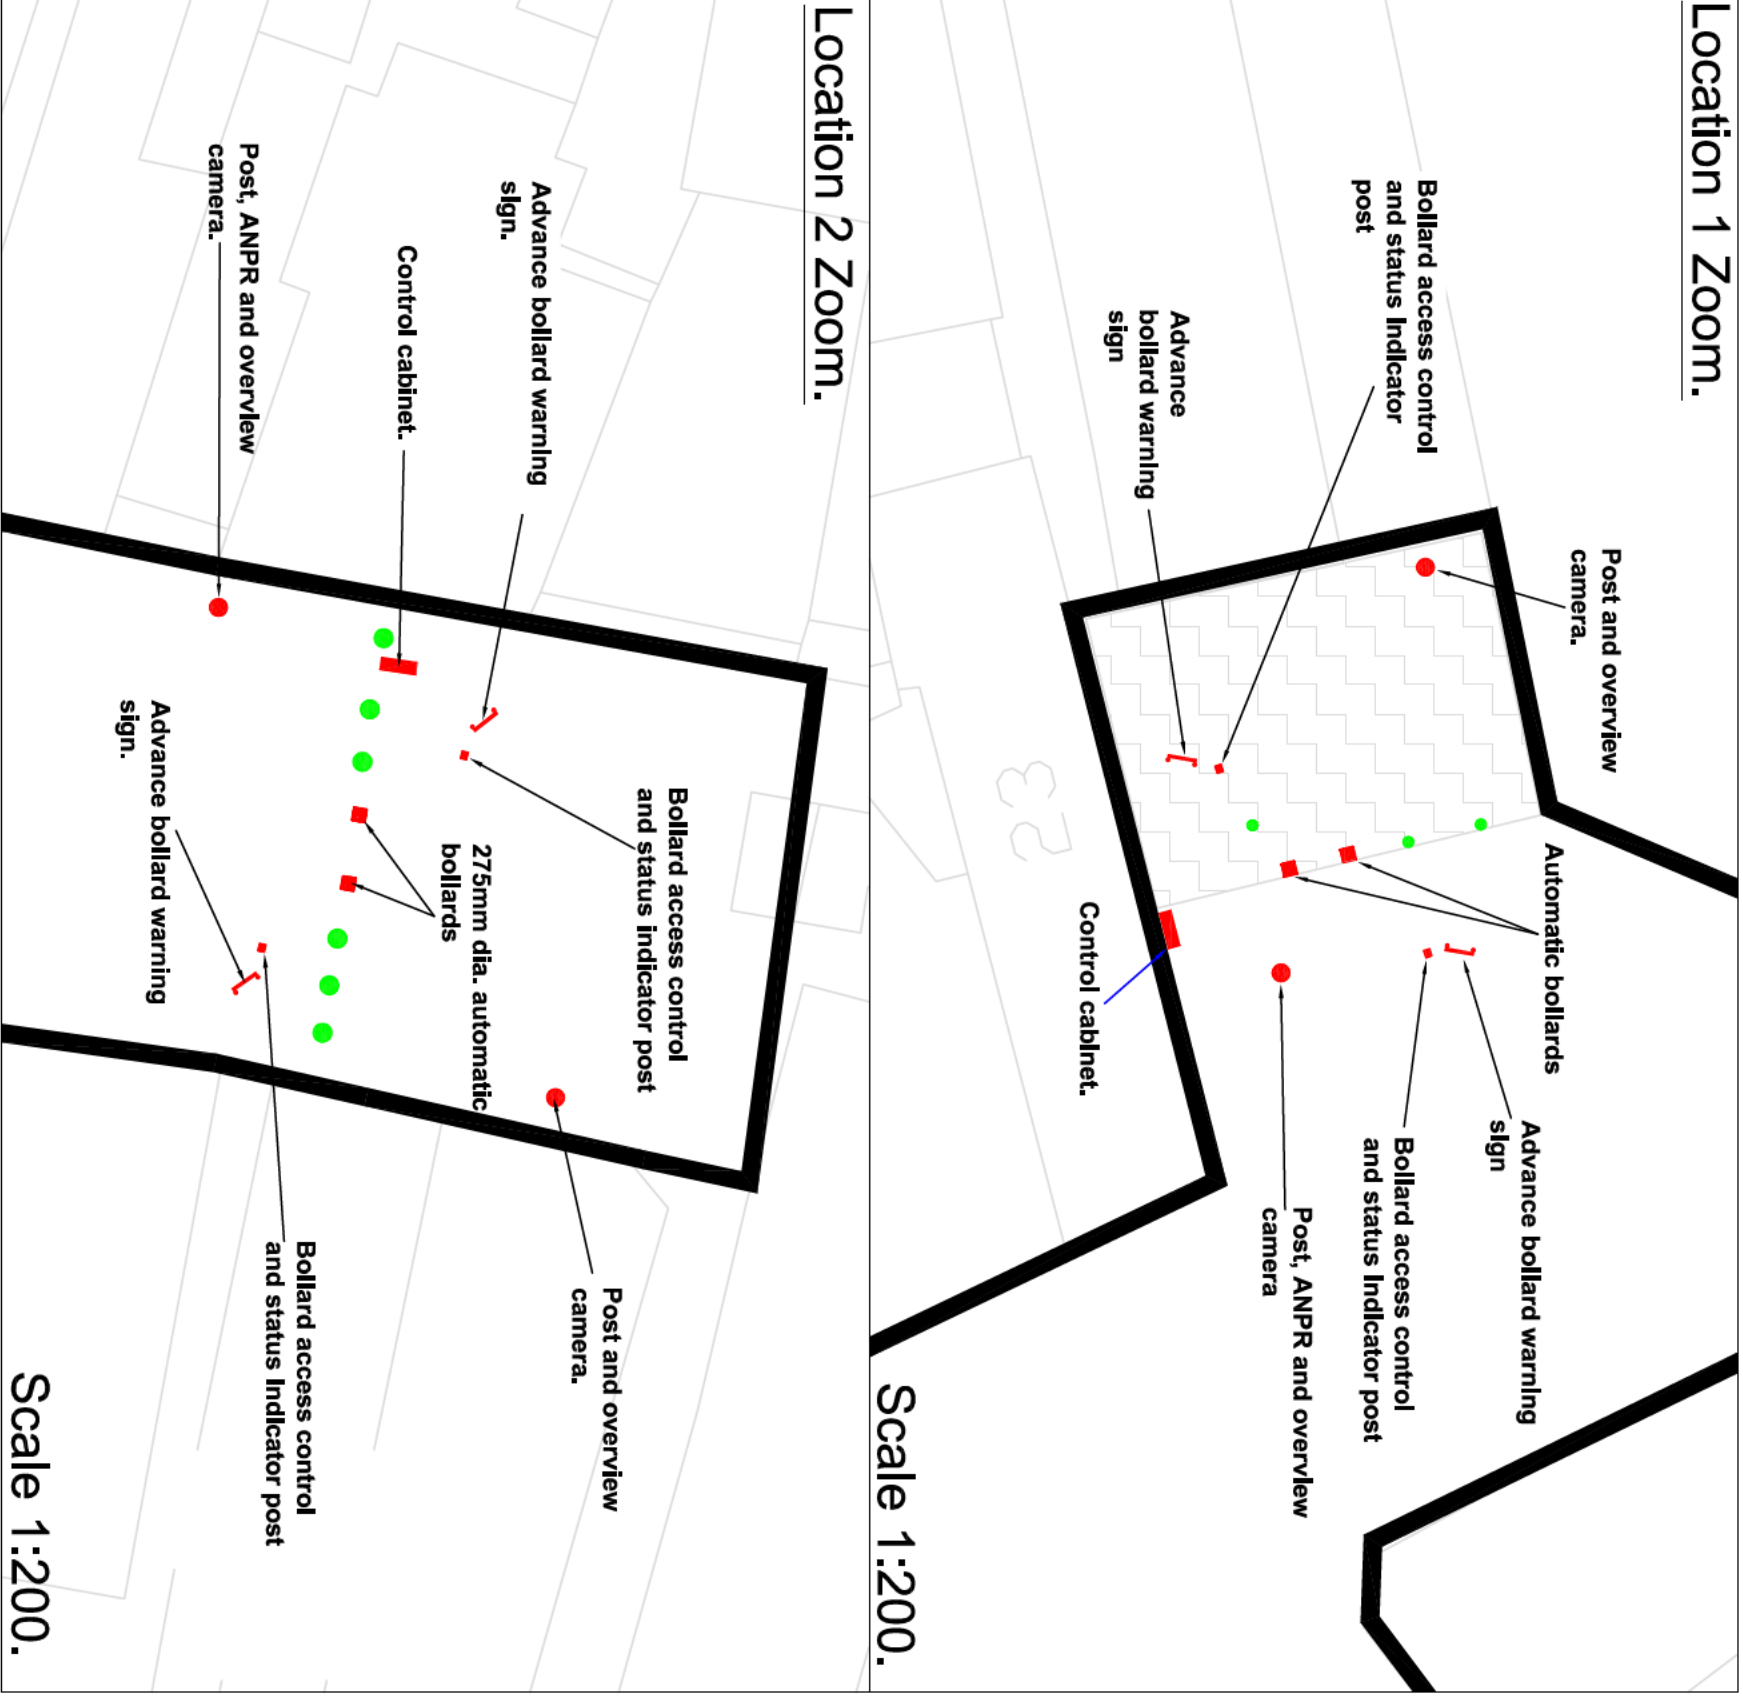 Location 1 Zoom.
Post and overview
camera.
Bollard access control
and status indicator
post
Advance
bollard warning
sign
Automatic bollards
Advance bollard warning
sign
Bollard access control
and status indicator post
Post, ANPR and overview
camera
Control cabinet.
53
Scale 1:200.
Location 2 Zoom.
Advance bollard warning
sign.
Control cabinet.
Post, ANPR and overview
camera.
Bollard access control
and status indicator post
275mm dia. automatic
bollards
Advance bollard warning
sign.
Post and overview
camera.
Bollard access control
and status indicator post
Scale 1:200.